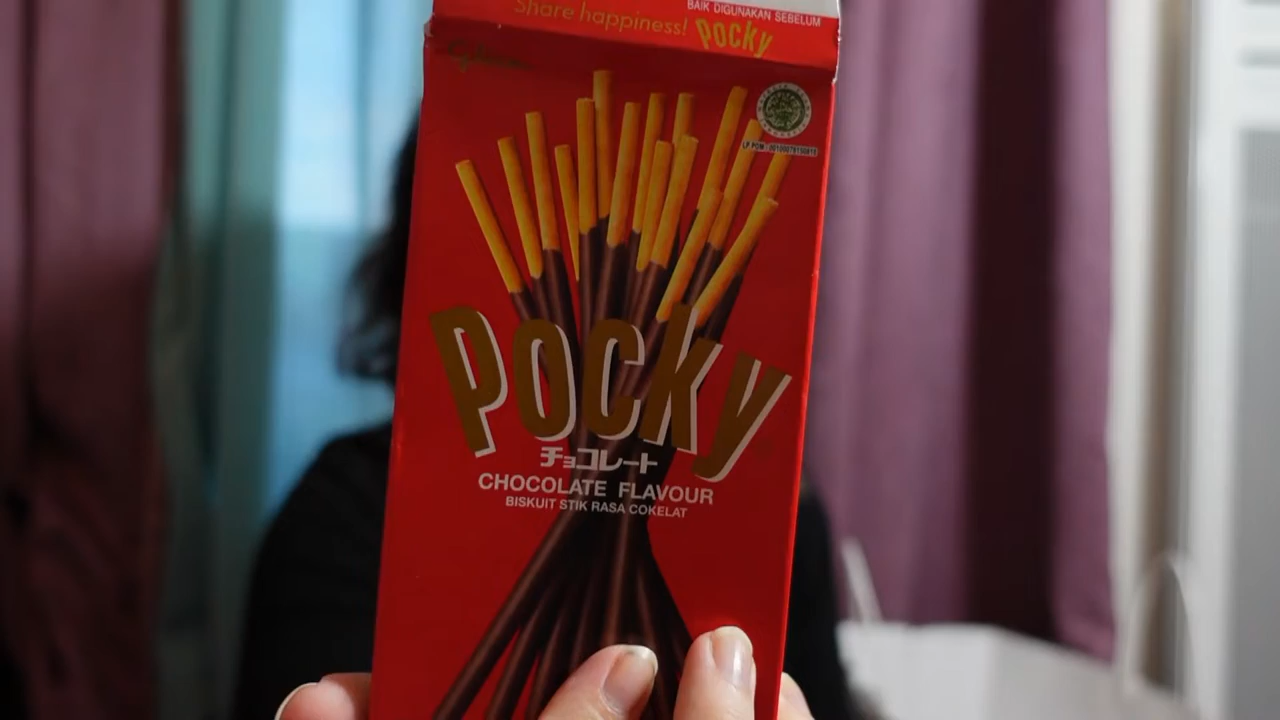 Share happiness! Pocky
BAIK DIGUNAKAN SEBELUM
Glico
Pocky
チョコレート
CHOCOLATE FLAVOUR
BISKUIT STIK RASA COKELAT